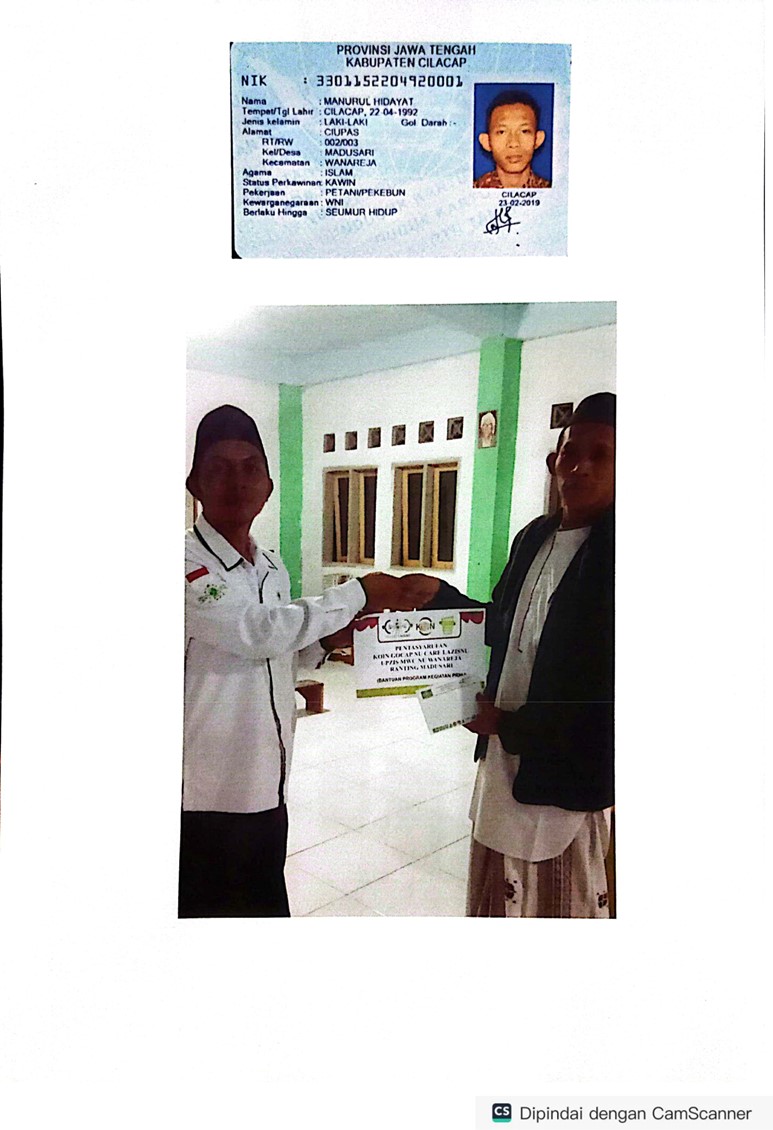 PROVINSI JAWA TENGAH
KABUPATEN CILACAP
NIK : 3301152204920001
Nama : MANURUL HIDAYAT
Tempat/Tgl Lahir : CILACAP, 22-04-1992
Jenis kelamin : LAKI-LAKI Gol. Darah : -
Alamat : CIUPAS
RT/RW : 002/003
Kel/Desa : MADUSARI
Kecamatan : WANAREJA
Agama : ISLAM
Status Perkawinan: KAWIN
Pekerjaan : PETANI/PEKEBUN
Kewarganegaraan : WNI
Berlaku Hingga : SEUMUR HIDUP
CILACAP
23-02-2019
KOIN
PENTASYARUFAN
KOIN GOCAP NU CARE LAZISNU
UPZIS MWC NU WANAREJA
RANTING MADUSARI
(BANTUAN PROGRAM KEGIATAN
CS Dipindai dengan CamScanner